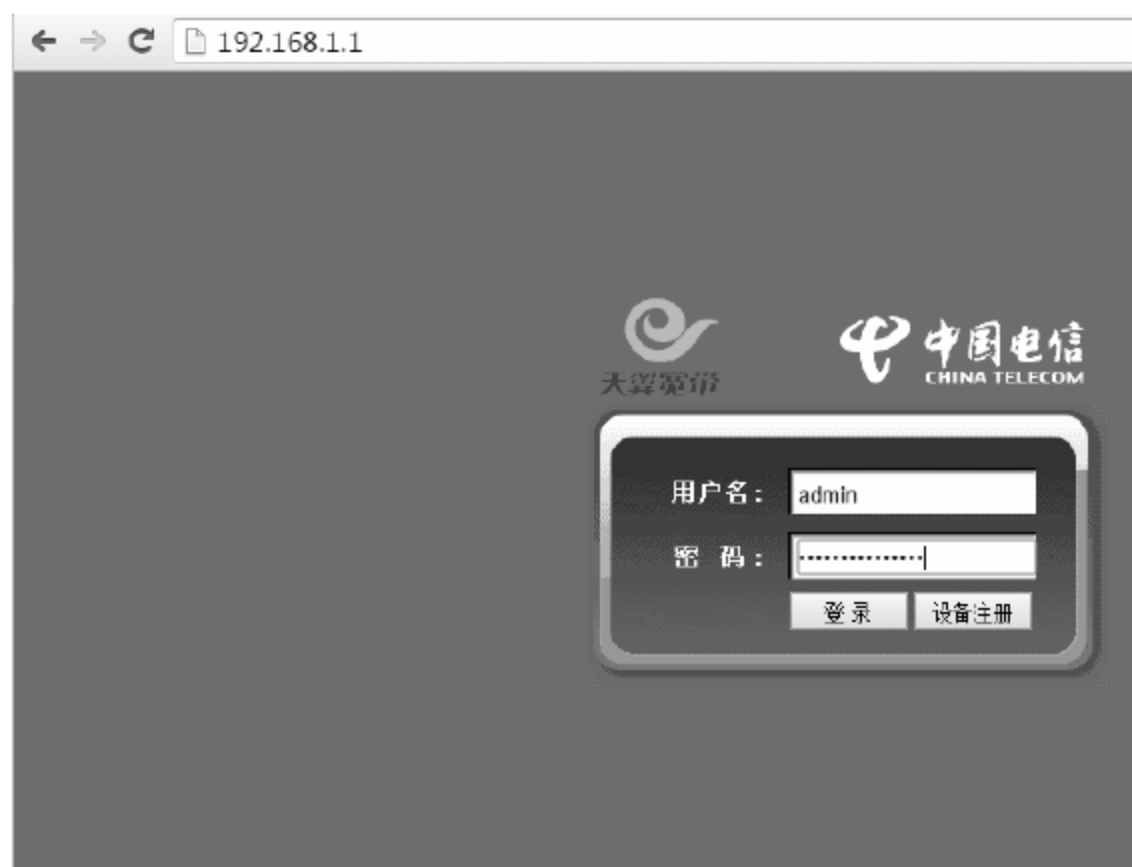 192.168.1.1
天翼宽带
中国电信
CHINA TELECOM
用户名：
admin
密 码：
登 录
设备注册